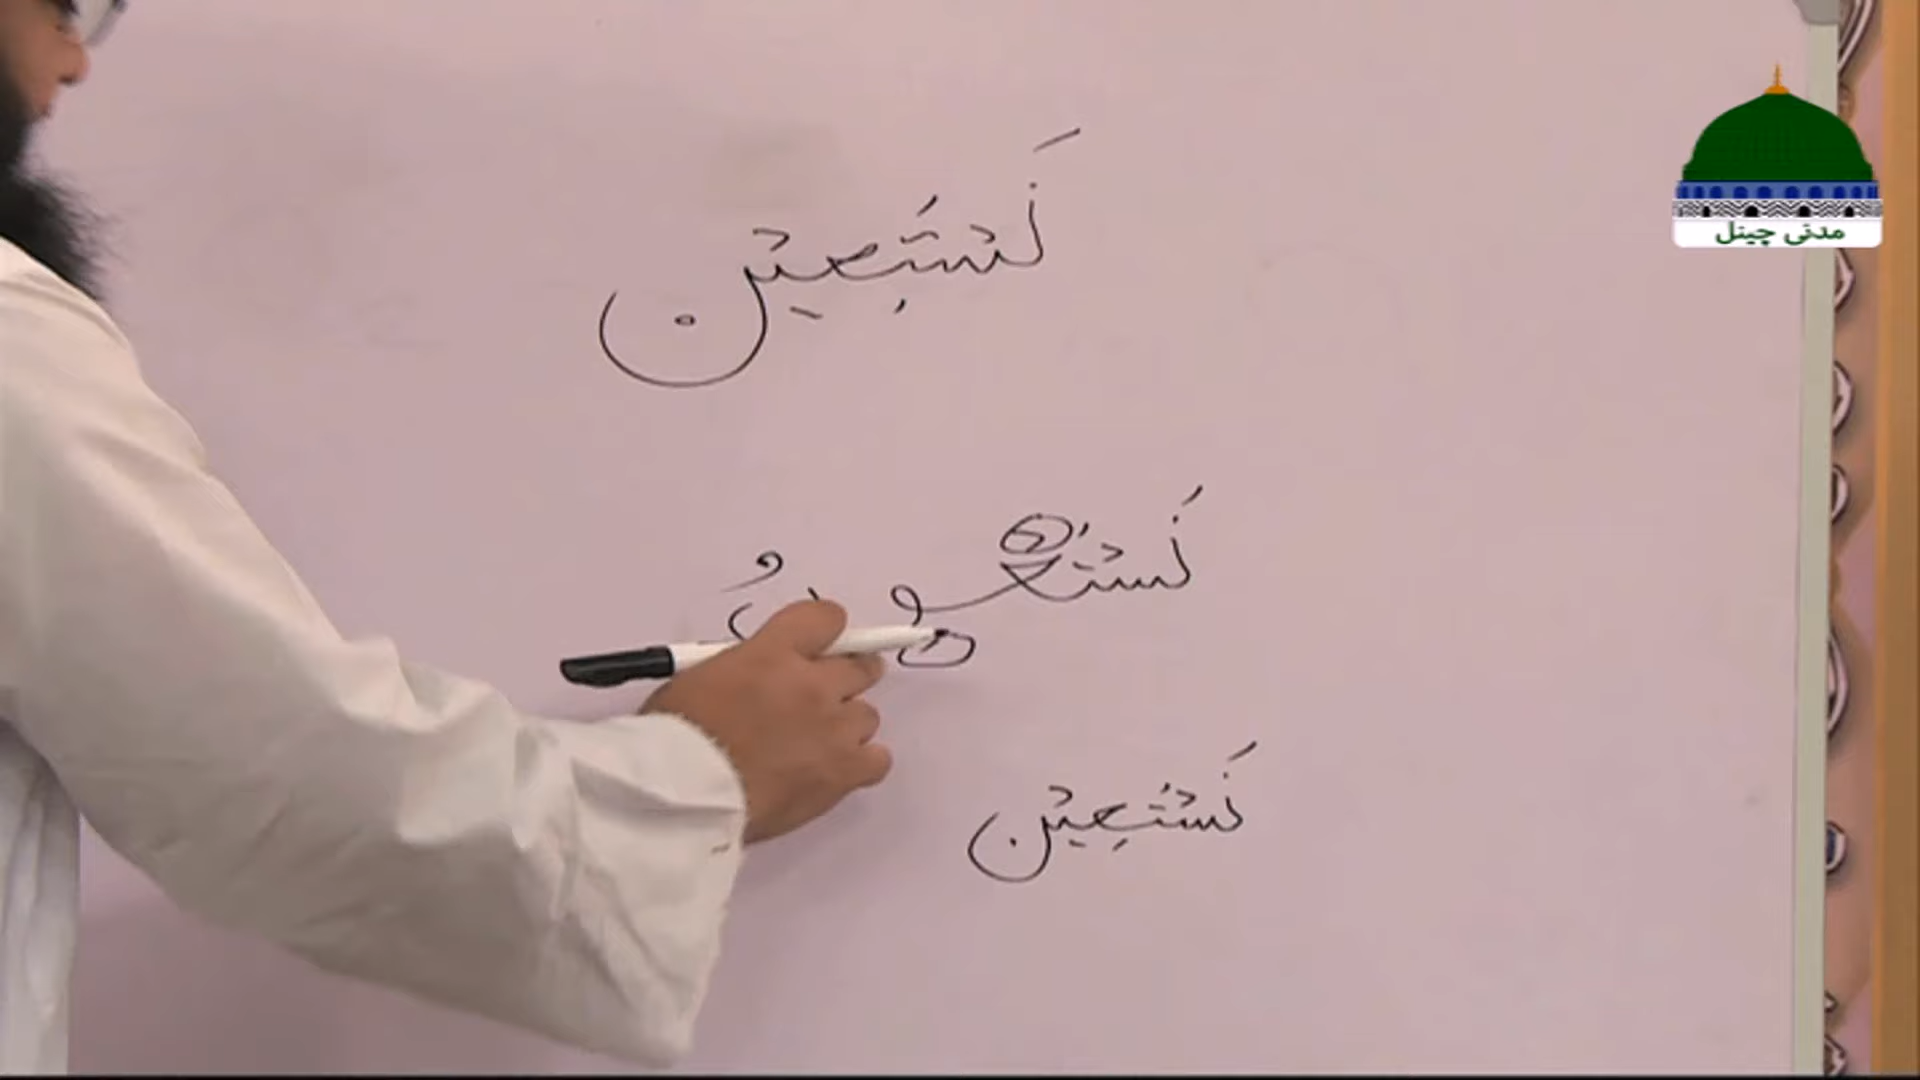 مدنی چینل
نَسْتَعِيْن
نَسْتَعْوِنُ
نَسْتَعِيْن